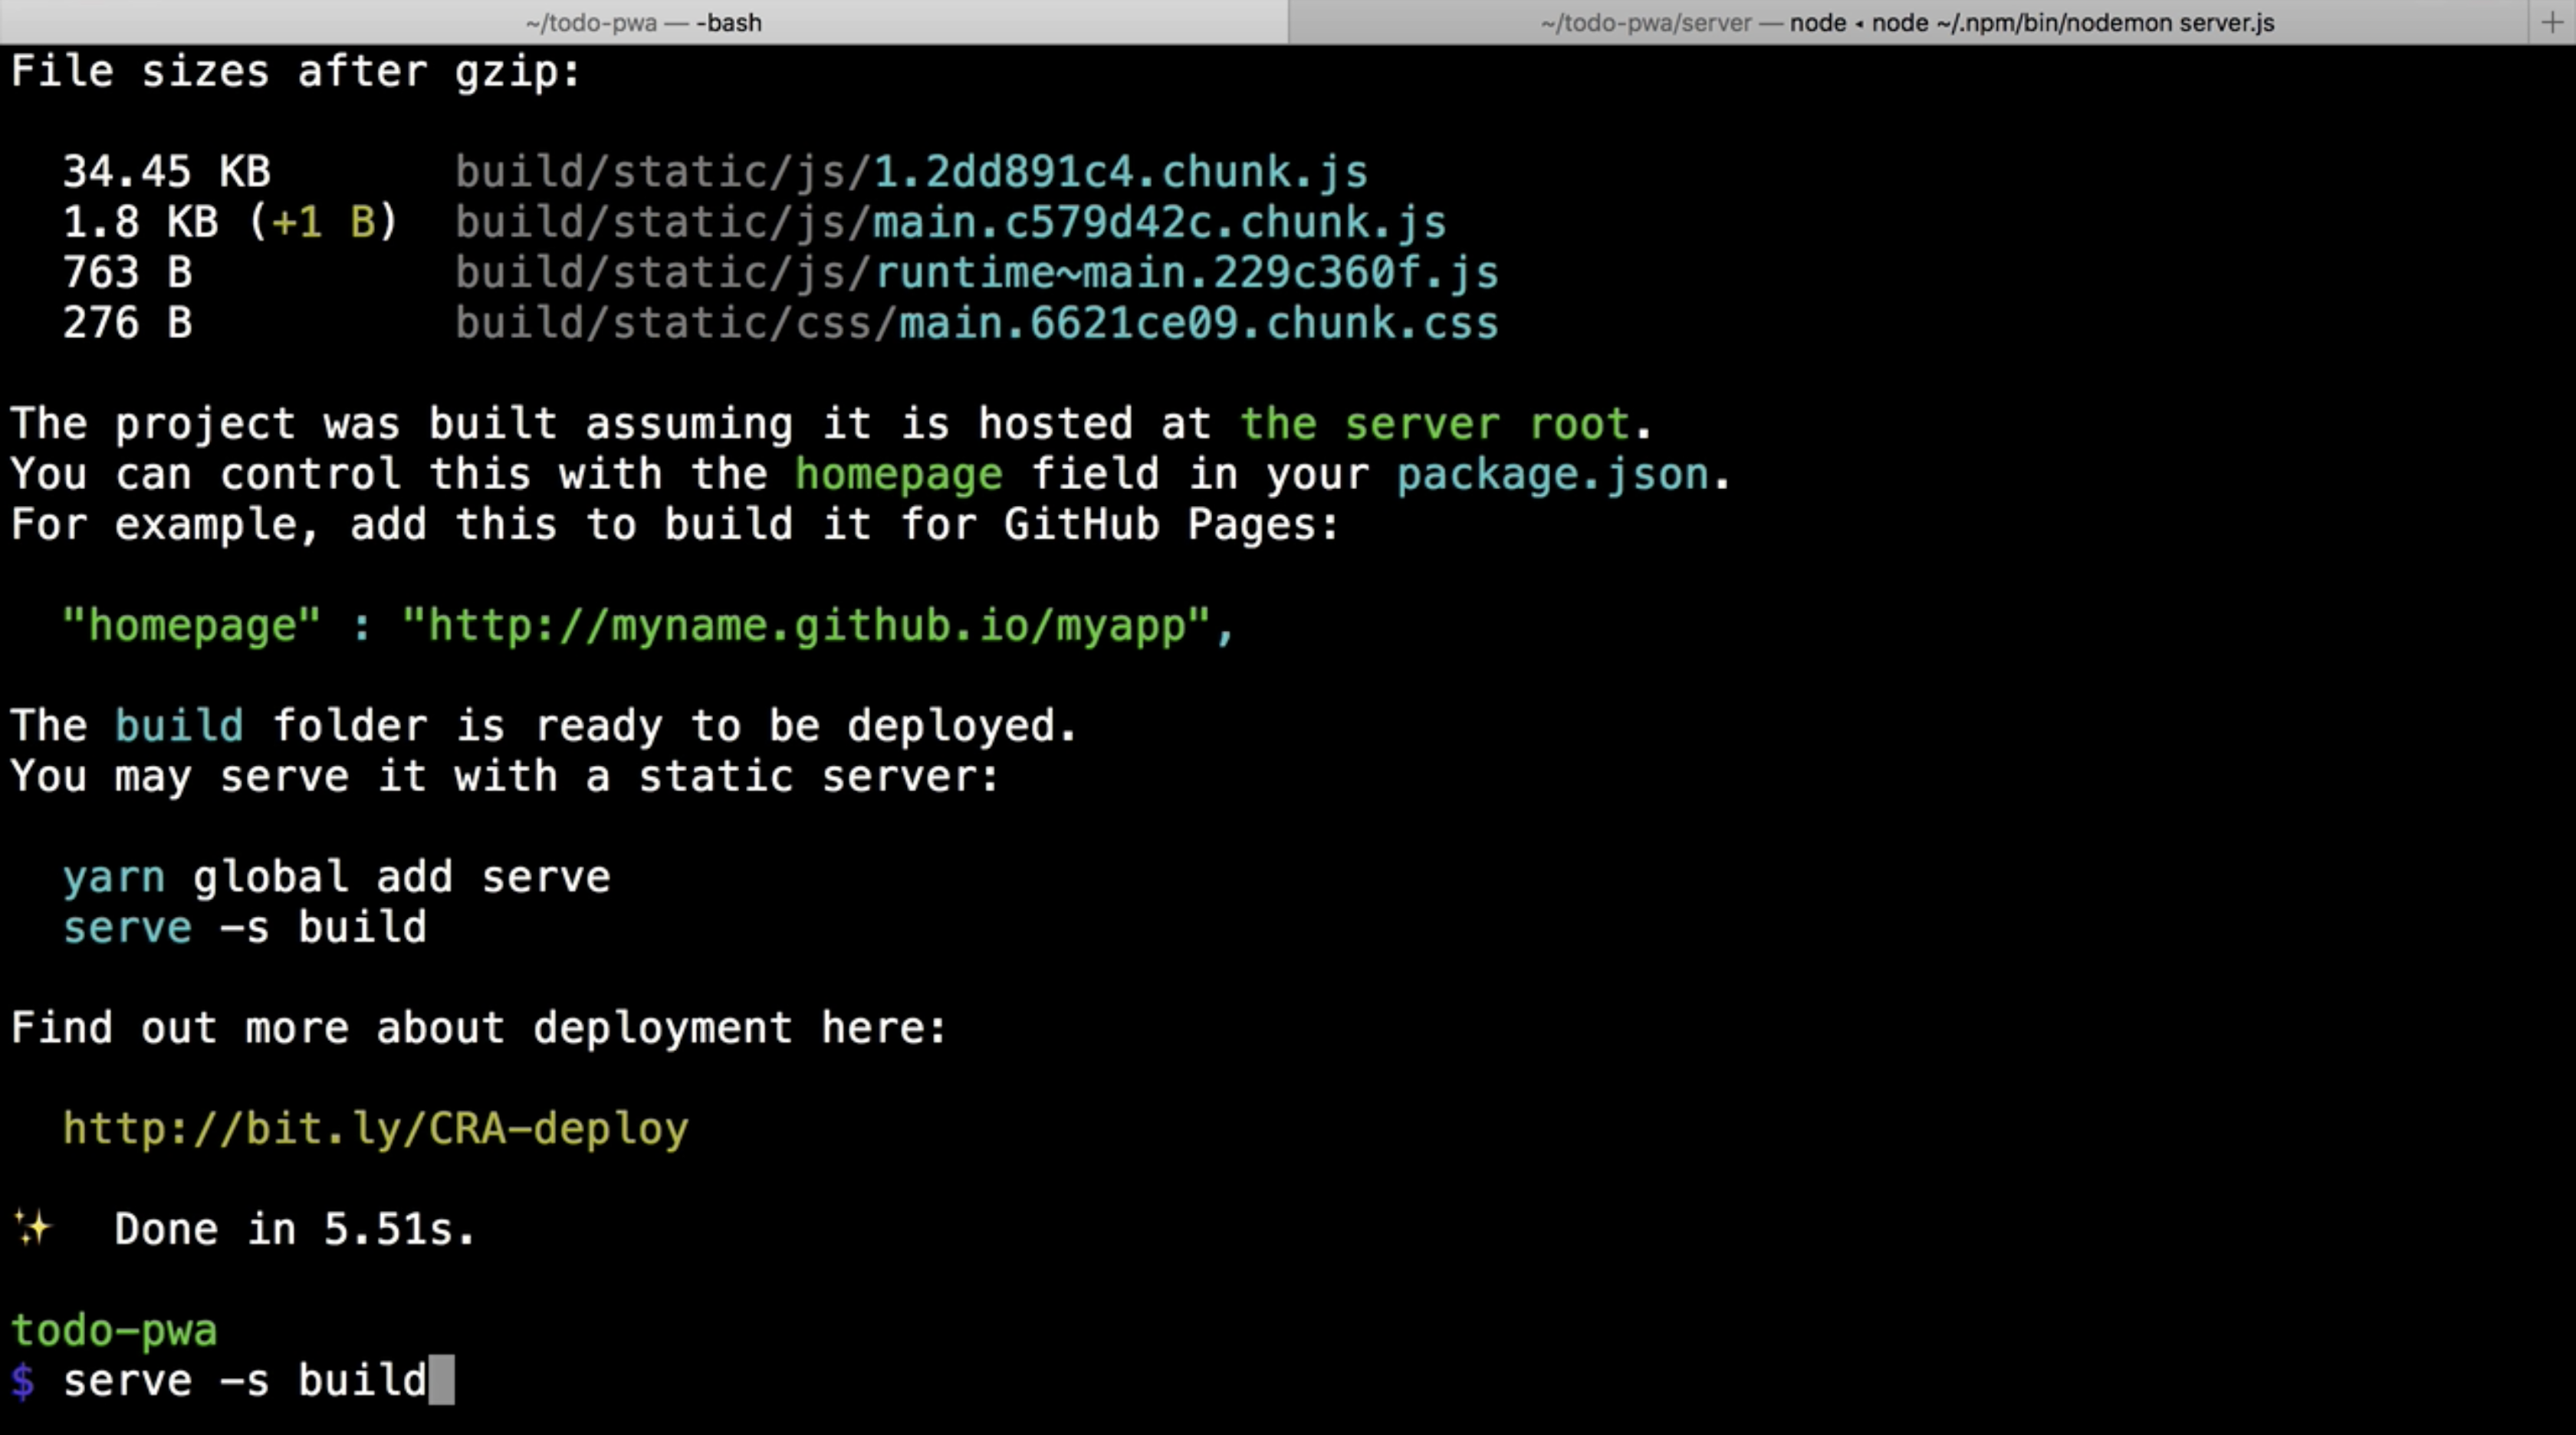 ~/todo-pwa — -bash
~/todo-pwa/server — node ◂ node ~/.npm/bin/nodemon server.js
+
File sizes after gzip:
34.45 KB build/static/js/1.2dd891c4.chunk.js
1.8 KB (+1 B) build/static/js/main.c579d42c.chunk.js
763 B build/static/js/runtime~main.229c360f.js
276 B build/static/css/main.6621ce09.chunk.css
The project was built assuming it is hosted at the server root.
You can control this with the homepage field in your package.json.
For example, add this to build it for GitHub Pages:
"homepage" : "http://myname.github.io/myapp",
The build folder is ready to be deployed.
You may serve it with a static server:
yarn global add serve
serve -s build
Find out more about deployment here:
http://bit.ly/CRA-deploy
✨ Done in 5.51s.
todo-pwa
$ serve -s build